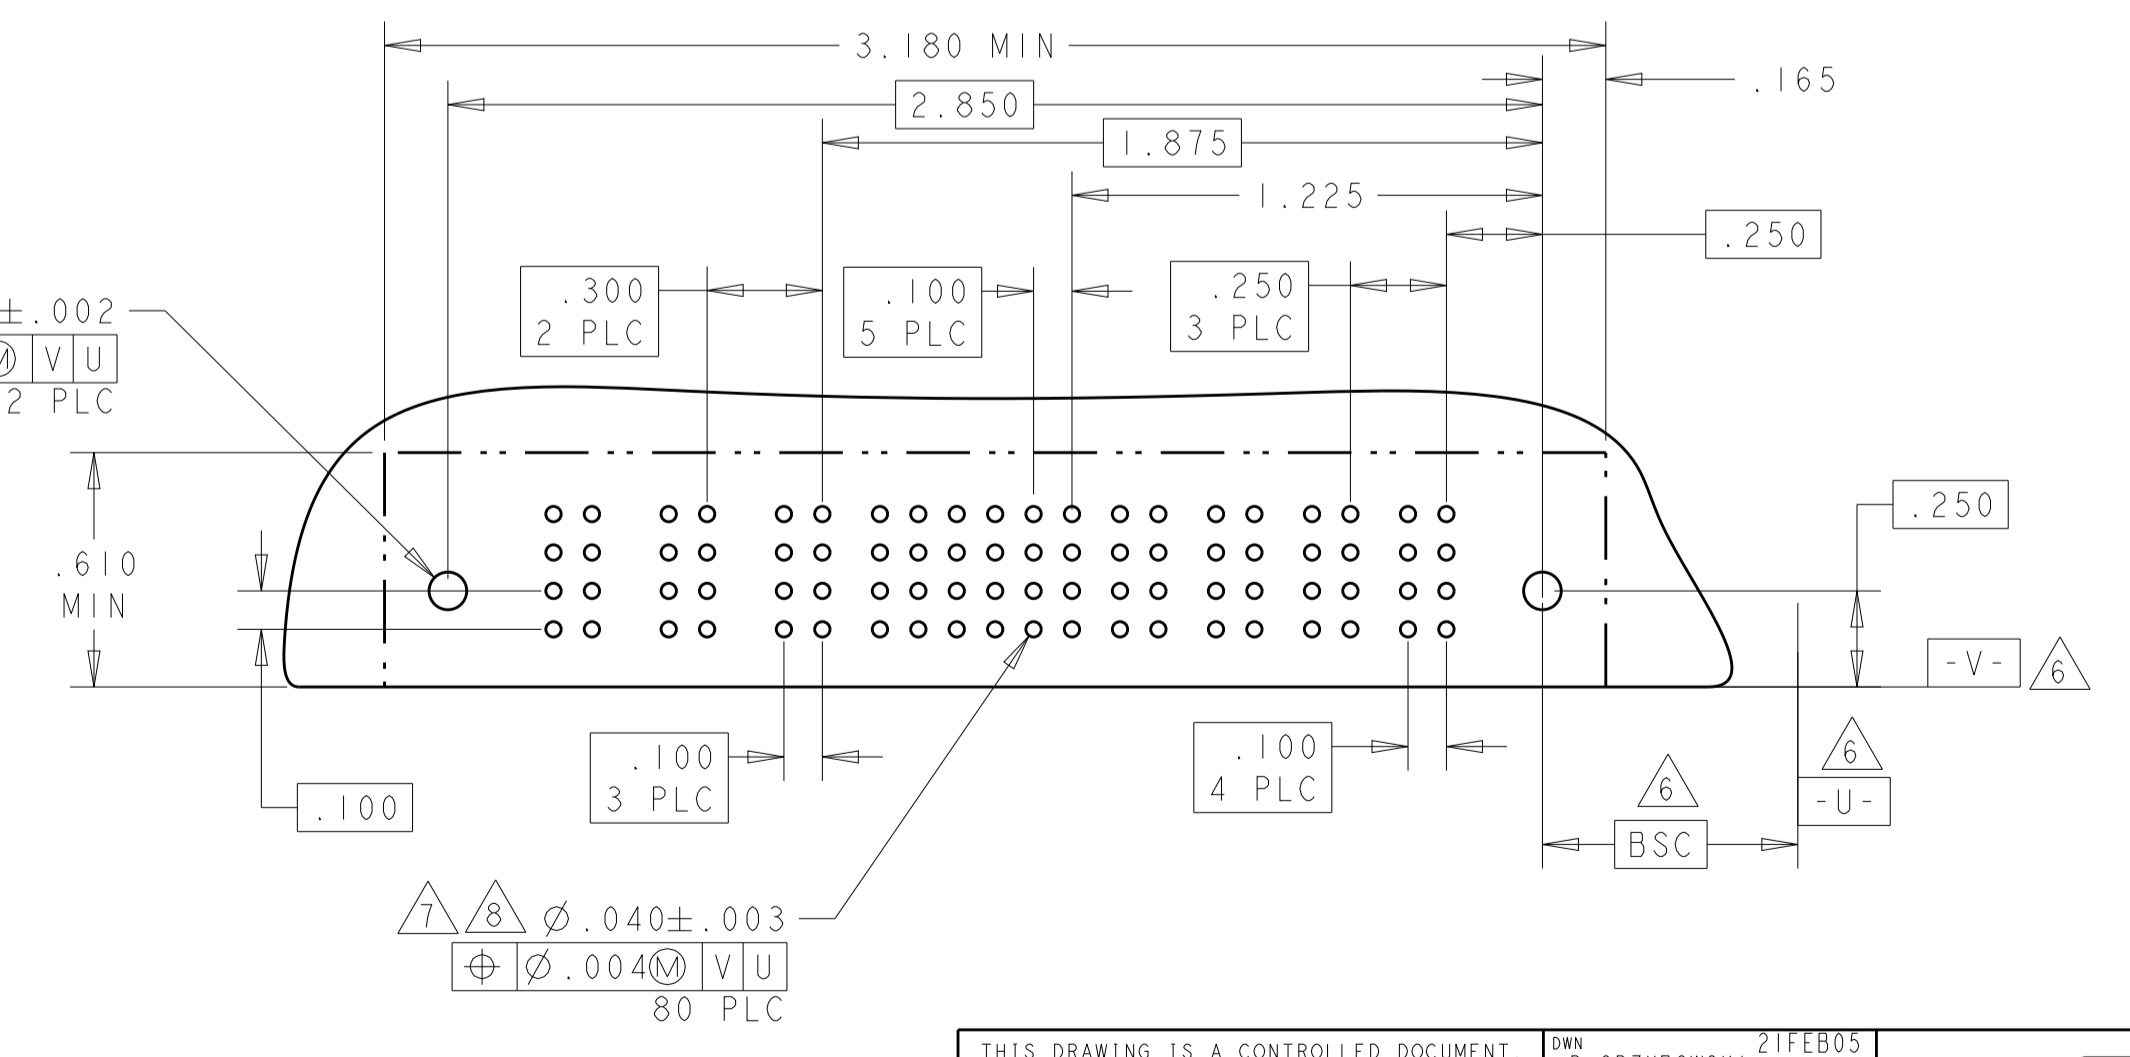 3.180 MIN
.165
2.850
1.875
1.225
.250
.300
2 PLC
.100
5 PLC
.250
3 PLC
±.002
Ⓜ V U
2 PLC
.250
.610
MIN
-V- 6
.100
3 PLC
.100
4 PLC
6
6
-U-
.100
BSC
7 8 Ø.040±.003
⌖ Ø.004Ⓜ V U
80 PLC
THIS DRAWING IS A CONTROLLED DOCUMENT.
DWN 21FEB05